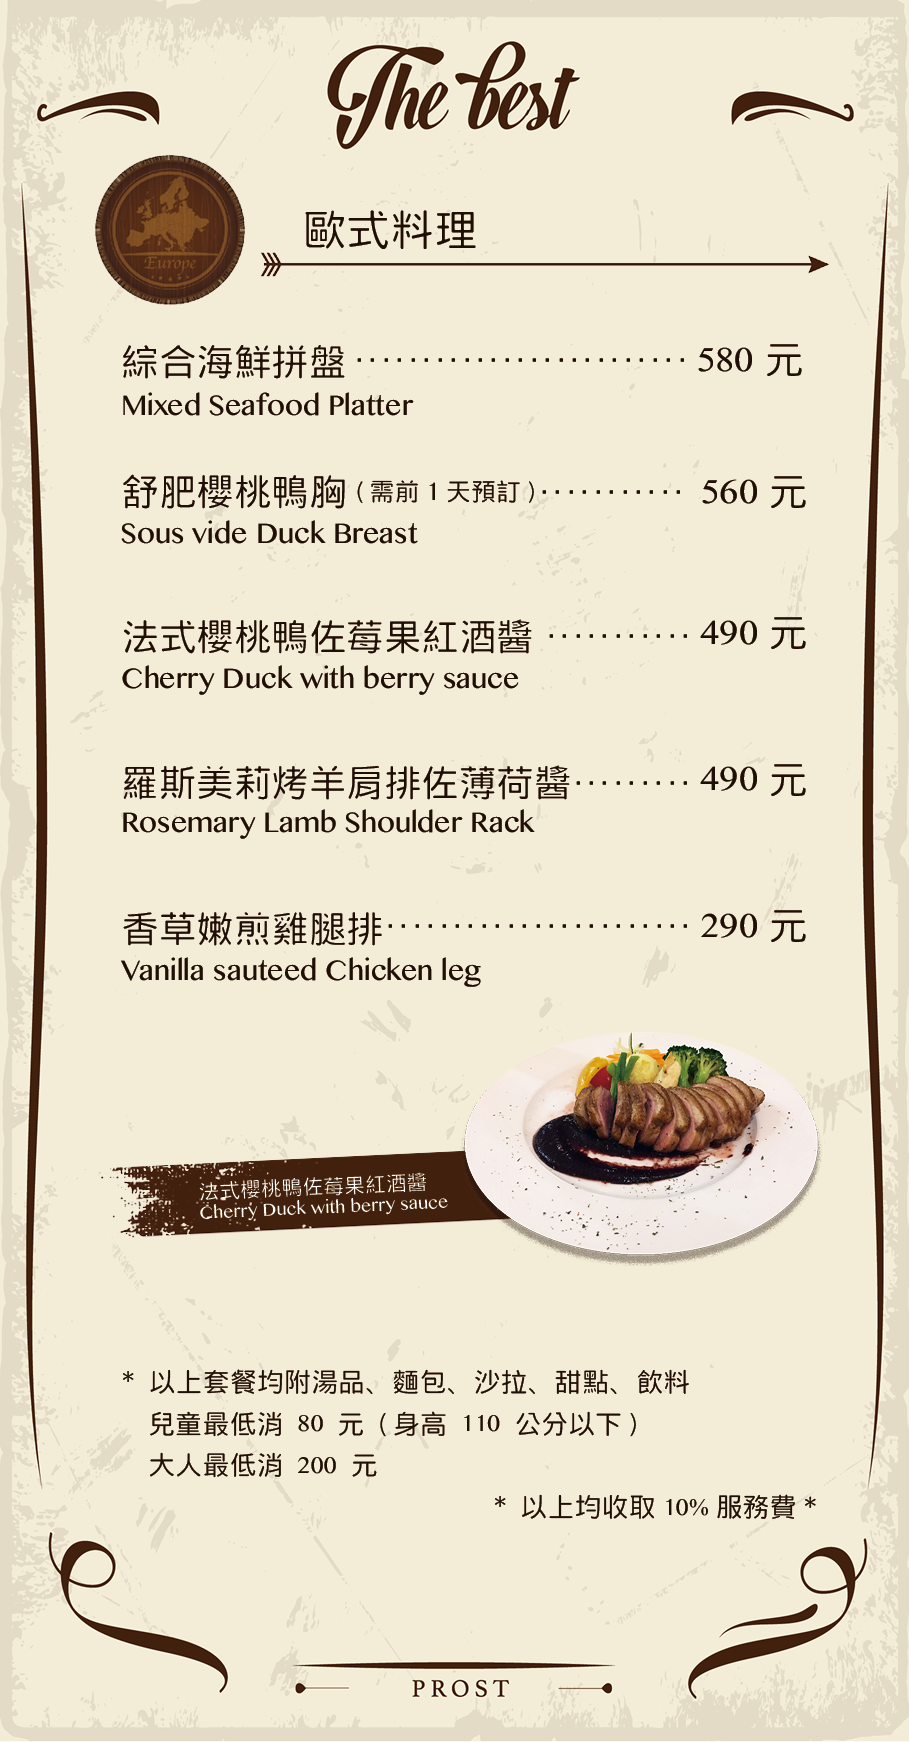 The best
Europe
歐式料理
綜合海鮮拼盤 ························· 580 元
Mixed Seafood Platter
舒肥櫻桃鴨胸 ( 需前 1 天預訂 ) ··········· 560 元
Sous vide Duck Breast
法式櫻桃鴨佐莓果紅酒醬 ··········· 490 元
Cherry Duck with berry sauce
羅斯美莉烤羊肩排佐薄荷醬 ········· 490 元
Rosemary Lamb Shoulder Rack
香草嫩煎雞腿排 ······················· 290 元
Vanilla sauteed Chicken leg
法式櫻桃鴨佐莓果紅酒醬
Cherry Duck with berry sauce
* 以上套餐均附湯品、麵包、沙拉、甜點、飲料
兒童最低消 80 元 ( 身高 110 公分以下 )
大人最低消 200 元
* 以上均收取 10% 服務費 *
PROST